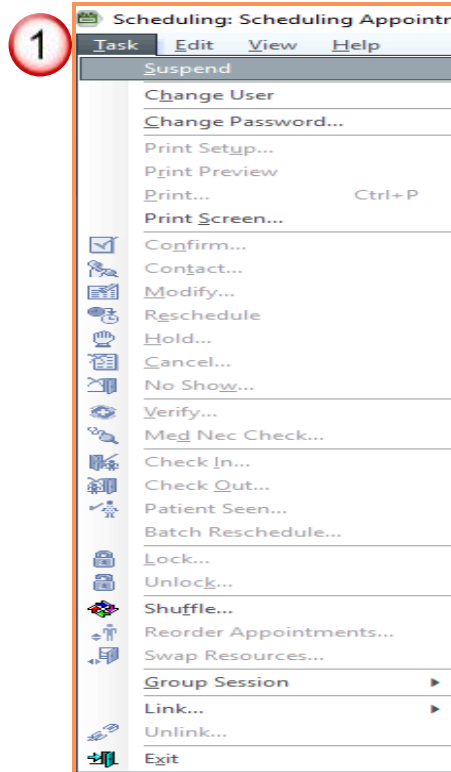 Scheduling: Scheduling Appointm
1
Task Edit View Help
Suspend
Change User
Change Password...
Print Setup...
Print Preview
Print... Ctrl+P
Print Screen...
Confirm...
Contact...
Modify...
Reschedule
Hold...
Cancel...
No Show...
Verify...
Med Nec Check...
Check In...
Check Out...
Patient Seen...
Batch Reschedule...
Lock...
Unlock...
Shuffle...
Reorder Appointments...
Swap Resources...
Group Session
Link...
Unlink...
Exit